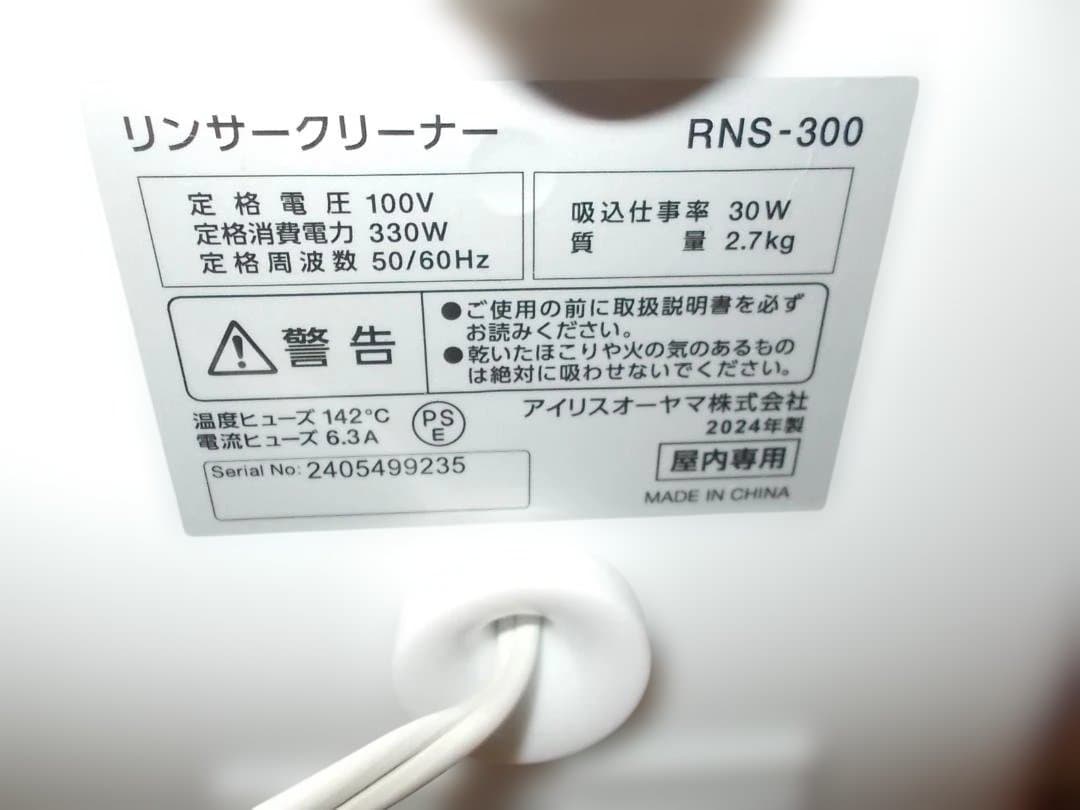 リンサークリーナー RNS-300
定格電圧 100V
定格消費電力 330W
定格周波数 50/60Hz
吸込仕事率 30W
質量 2.7kg
警告
●ご使用の前に取扱説明書を必ず
お読みください。
●乾いたほこりや火の気のあるもの
は絶対に吸わせないでください。
温度ヒューズ 142°C
電流ヒューズ 6.3A
PS
E
アイリスオーヤマ株式会社
2024年製
屋内専用
Serial No: 2405499235
MADE IN CHINA